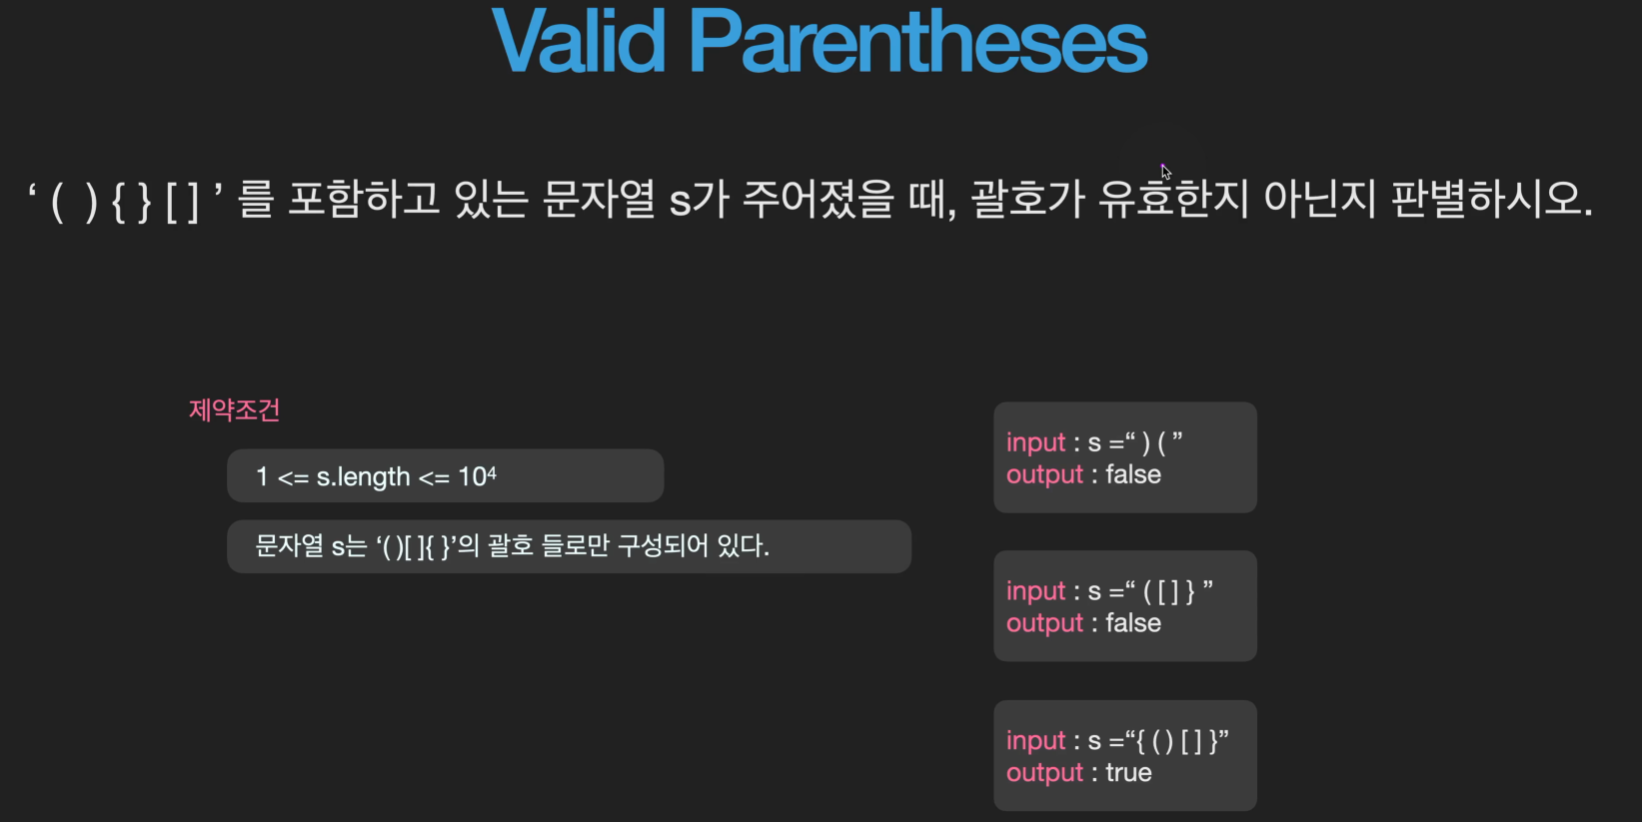 Valid Parentheses
‘ ( ) { } [ ] ’ 를 포함하고 있는 문자열 s가 주어졌을 때, 괄호가 유효한지 아닌지 판별하시오.
제약조건
1 <= s.length <= 10⁴
문자열 s는 ‘( )[ ]{ }’의 괄호 들로만 구성되어 있다.
input : s =“ ) ( ”
output : false
input : s =“ ( [ ] } ”
output : false
input : s =“{ ( ) [ ] }”
output : true